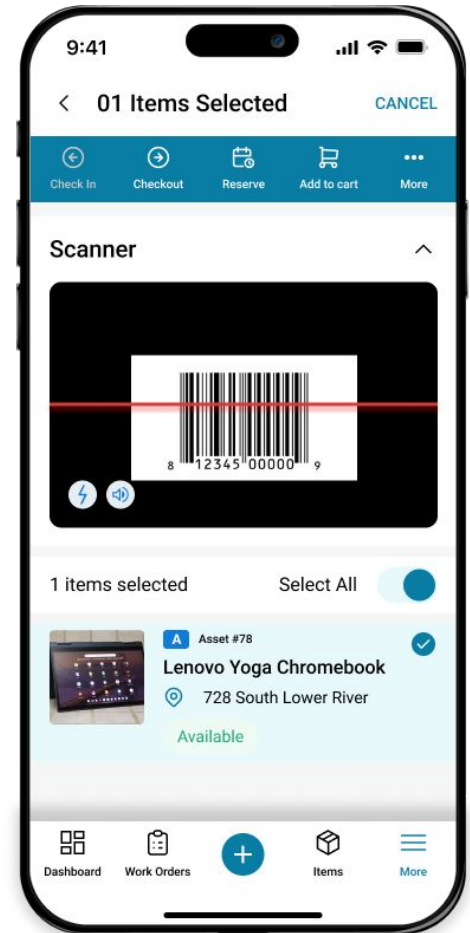 9:41
01 Items Selected CANCEL
Check In Checkout Reserve Add to cart More
Scanner
8 12345 00000 9
1 items selected Select All
A Asset #78
Lenovo Yoga Chromebook
728 South Lower River
Available
Dashboard Work Orders Items More